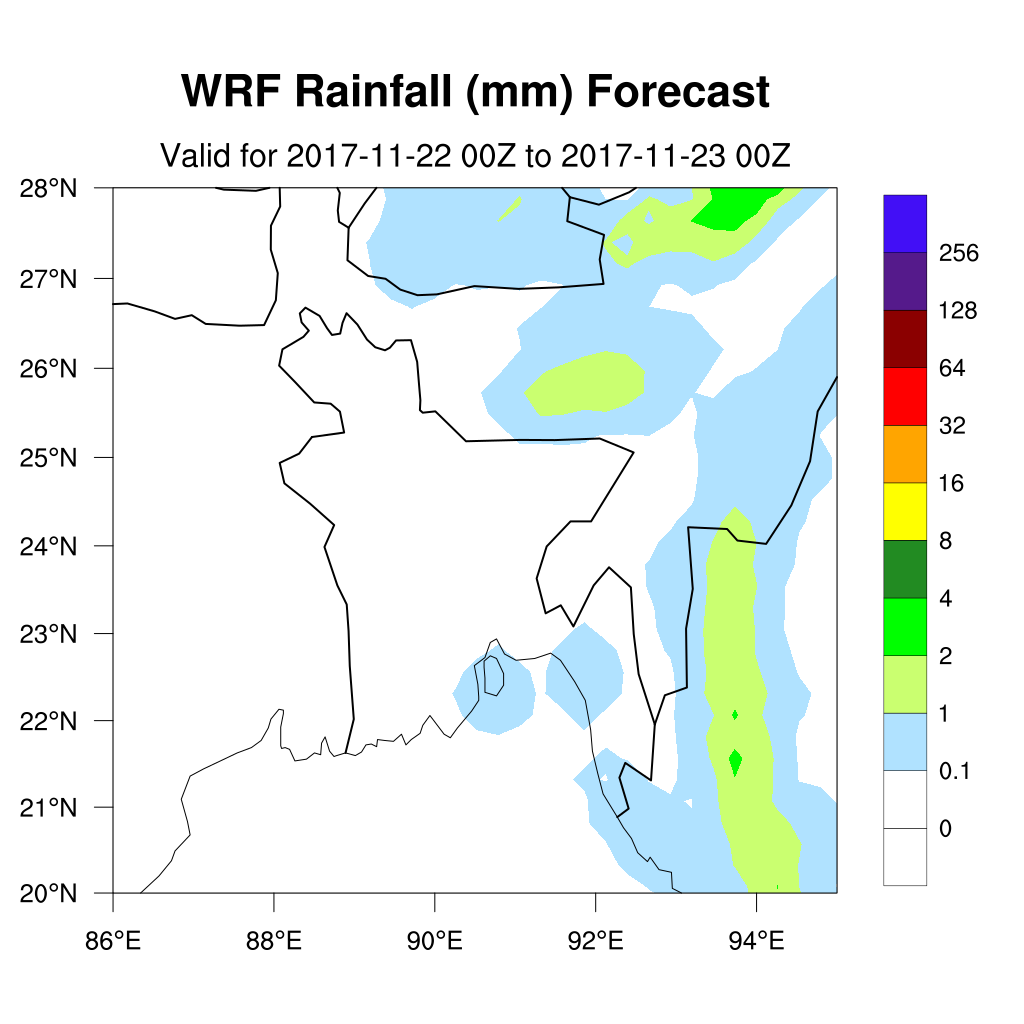 WRF Rainfall (mm) Forecast
Valid for 2017-11-22 00Z to 2017-11-23 00Z
28°N
27°N
26°N
25°N
24°N
23°N
22°N
21°N
20°N
86°E 88°E 90°E 92°E 94°E
256
128
64
32
16
8
4
2
1
0.1
0